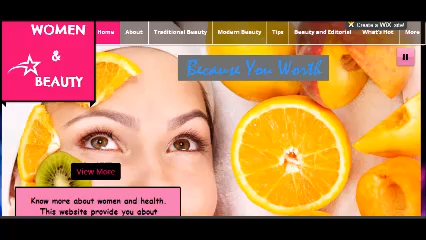 WOMEN
&
BEAUTY
Create a WiX site!
Home About Traditional Beauty Modern Beauty Tips Beauty and Editorial What's Hot More
Because You Worth
View More
Know more about women and health.
This website provide you about